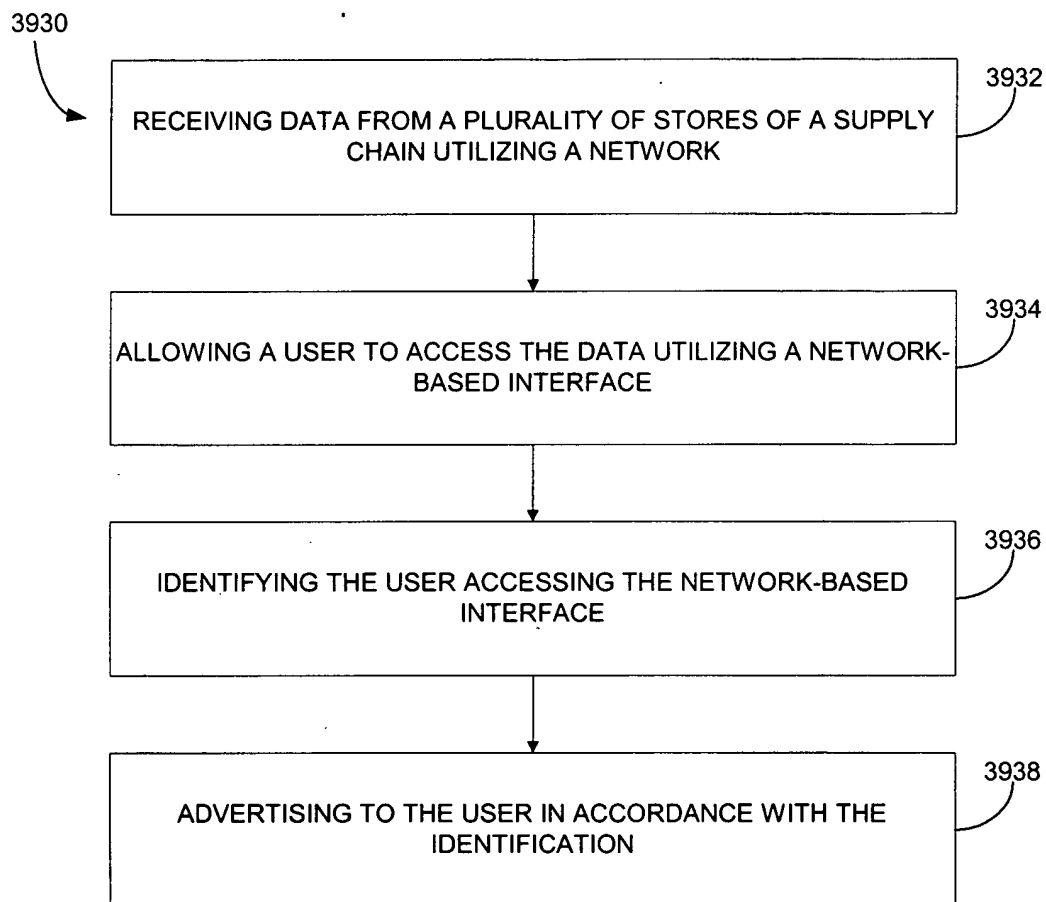 3930
3932
RECEIVING DATA FROM A PLURALITY OF STORES OF A SUPPLY
CHAIN UTILIZING A NETWORK
3934
ALLOWING A USER TO ACCESS THE DATA UTILIZING A NETWORK-
BASED INTERFACE
3936
IDENTIFYING THE USER ACCESSING THE NETWORK-BASED
INTERFACE
3938
ADVERTISING TO THE USER IN ACCORDANCE WITH THE
IDENTIFICATION